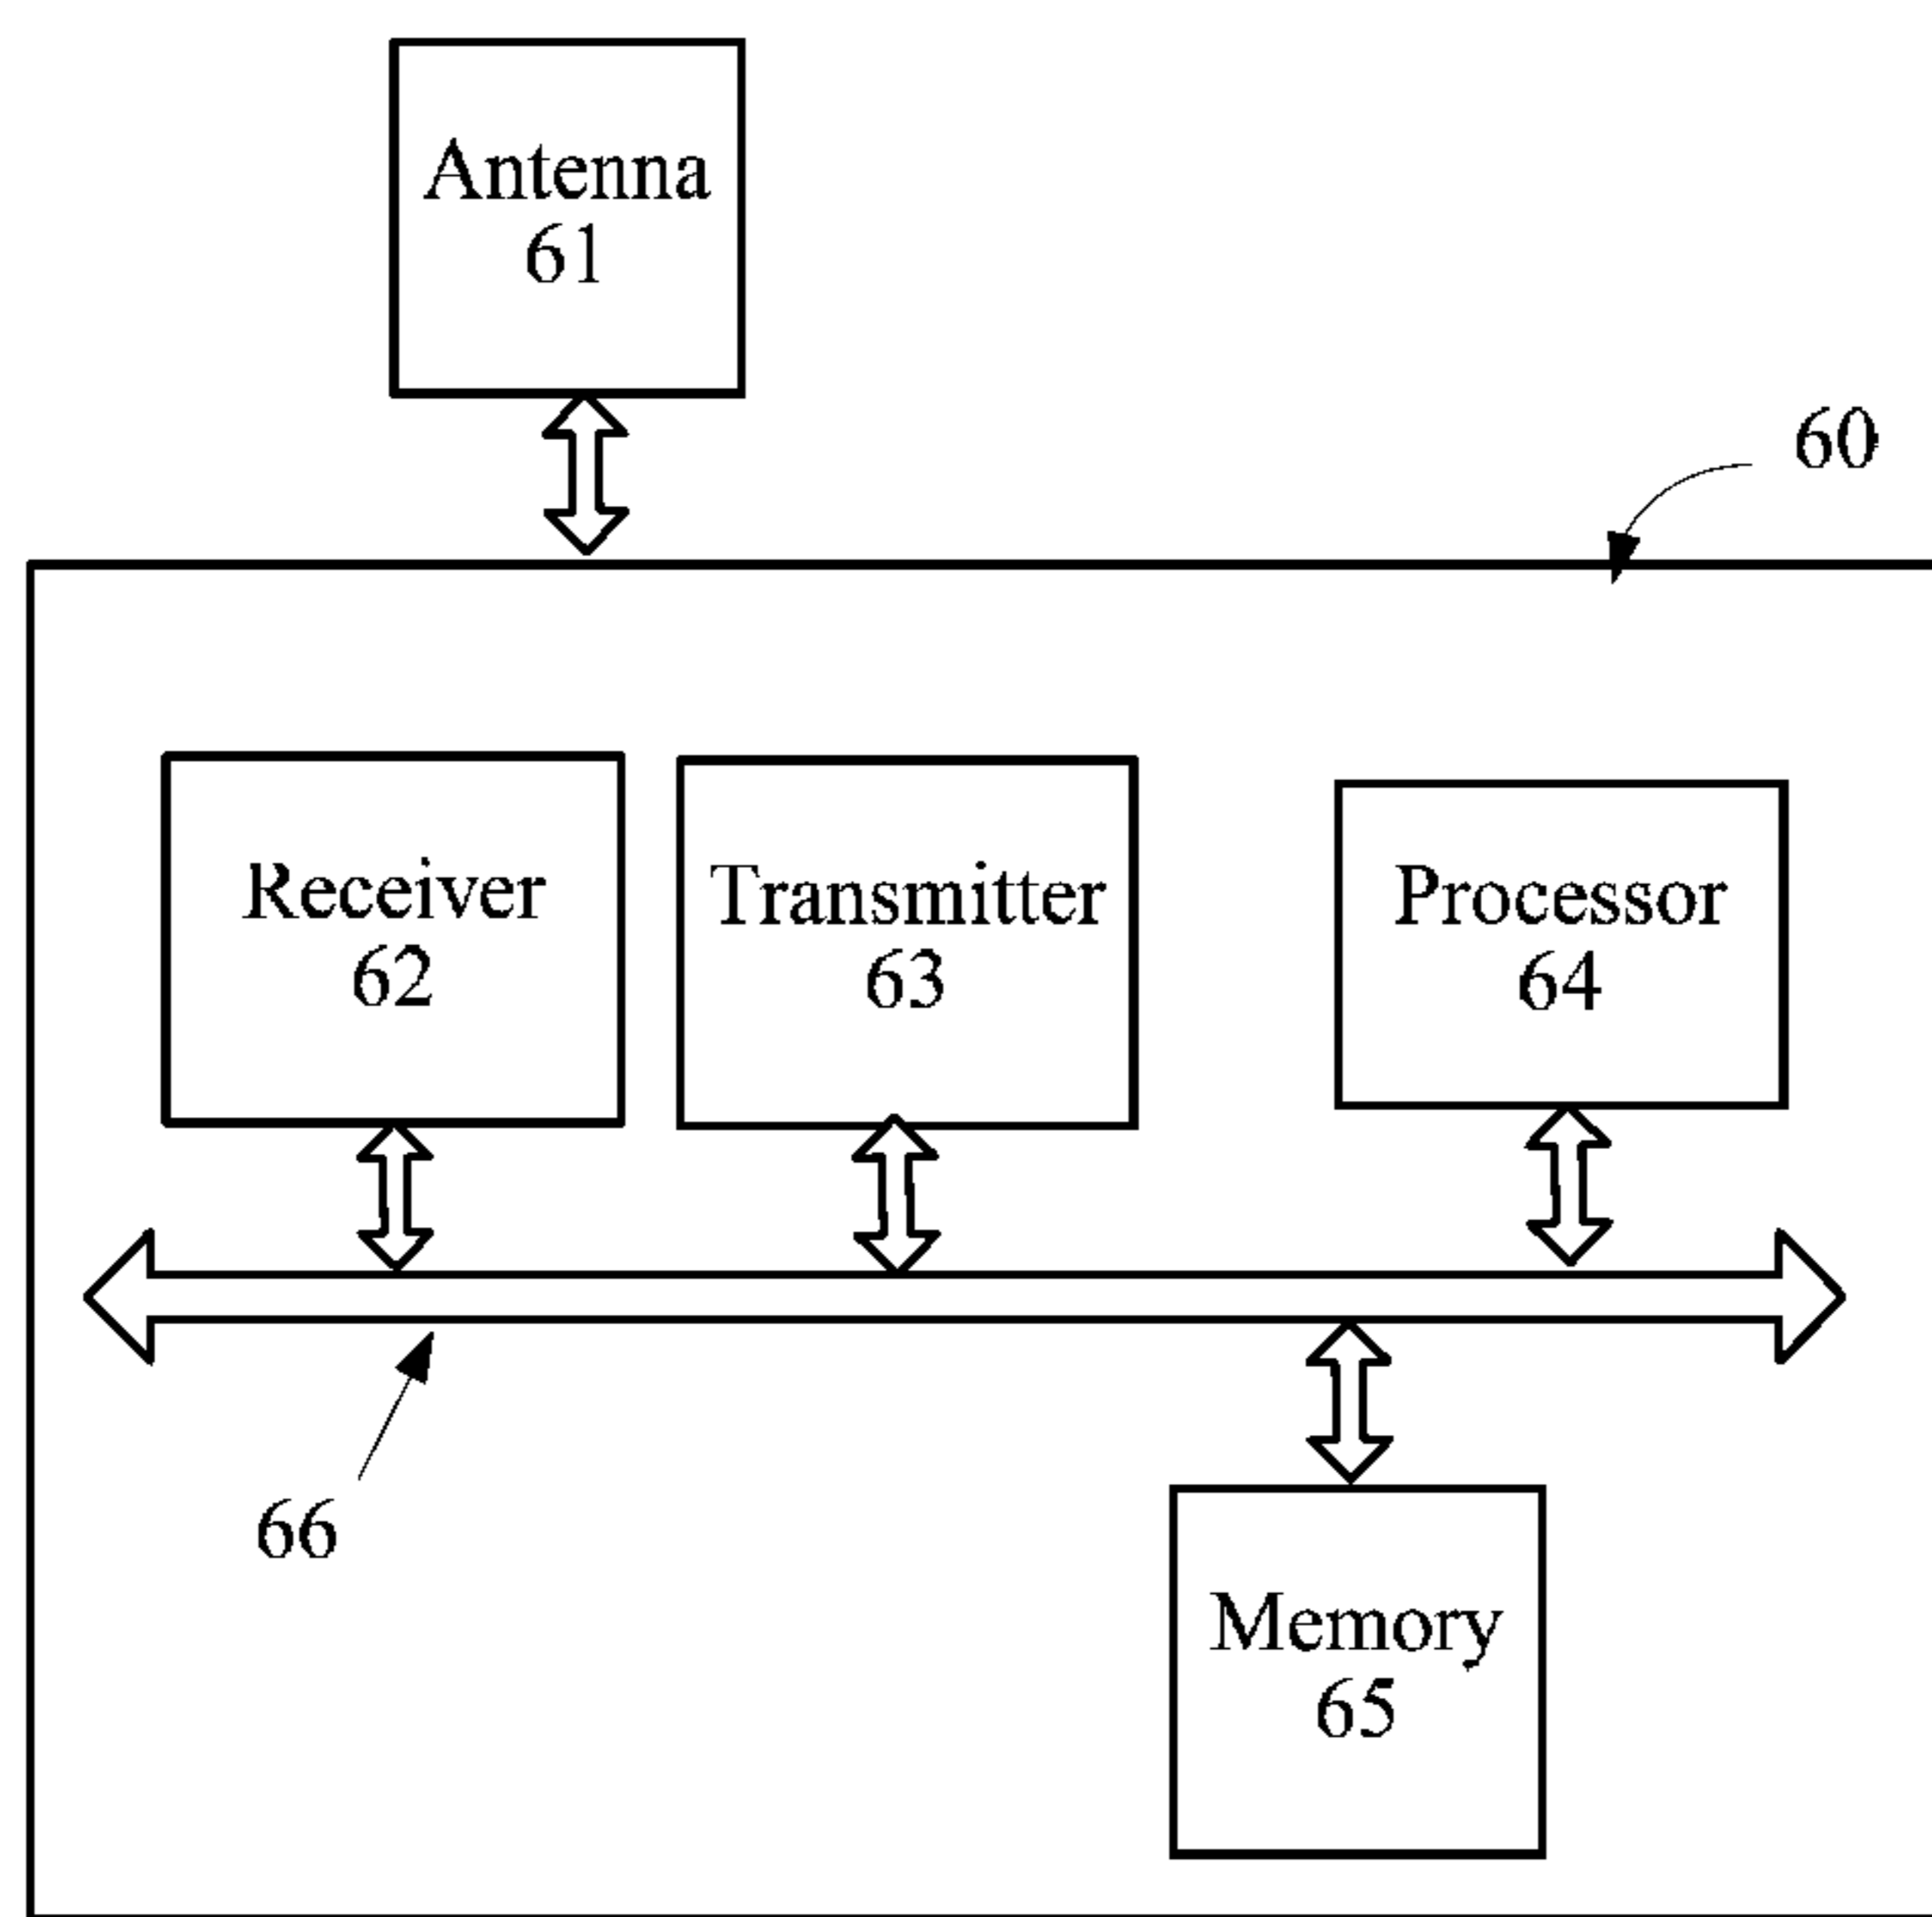 Antenna
61
60
Receiver
62
Transmitter
63
Processor
64
66
Memory
65